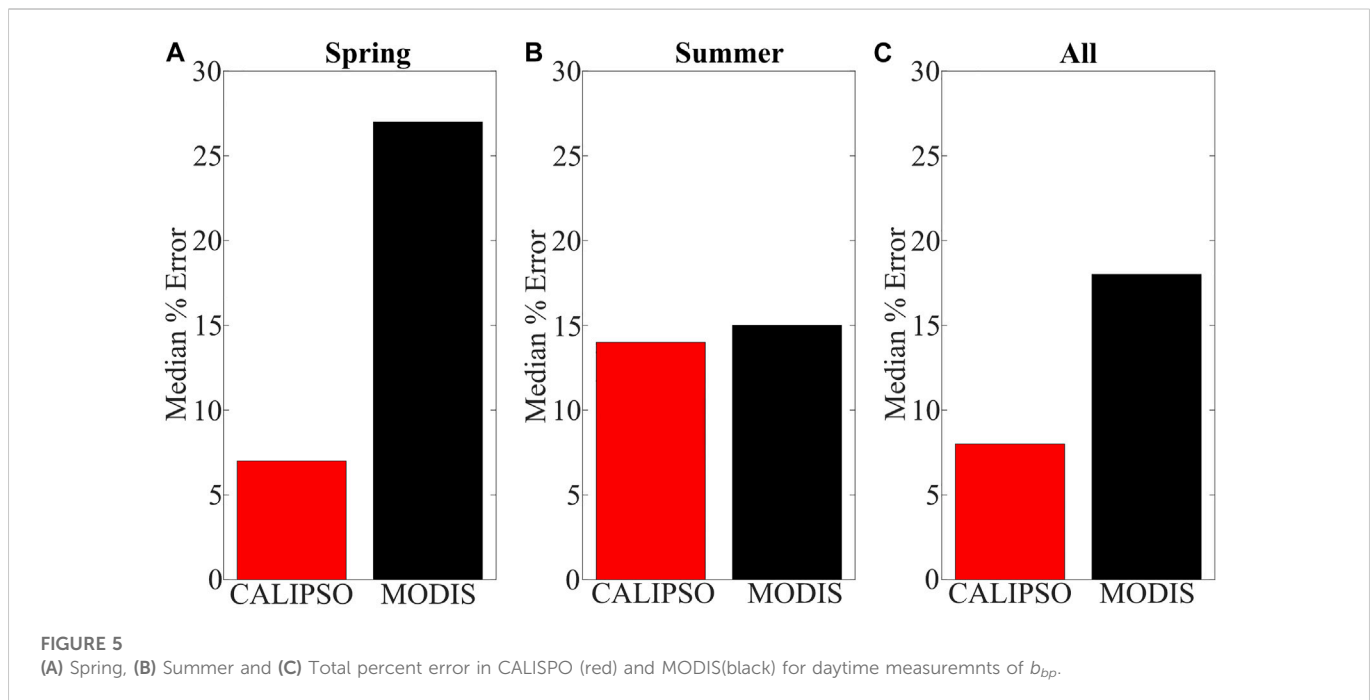 A Spring
30
25
20
15
10
5
0
Median % Error
CALIPSO MODIS
B Summer
30
25
20
15
10
5
0
Median % Error
CALIPSO MODIS
C All
30
25
20
15
10
5
0
Median % Error
CALIPSO MODIS
FIGURE 5
(A) Spring, (B) Summer and (C) Total percent error in CALISPO (red) and MODIS(black) for daytime measuremnts of bbp.